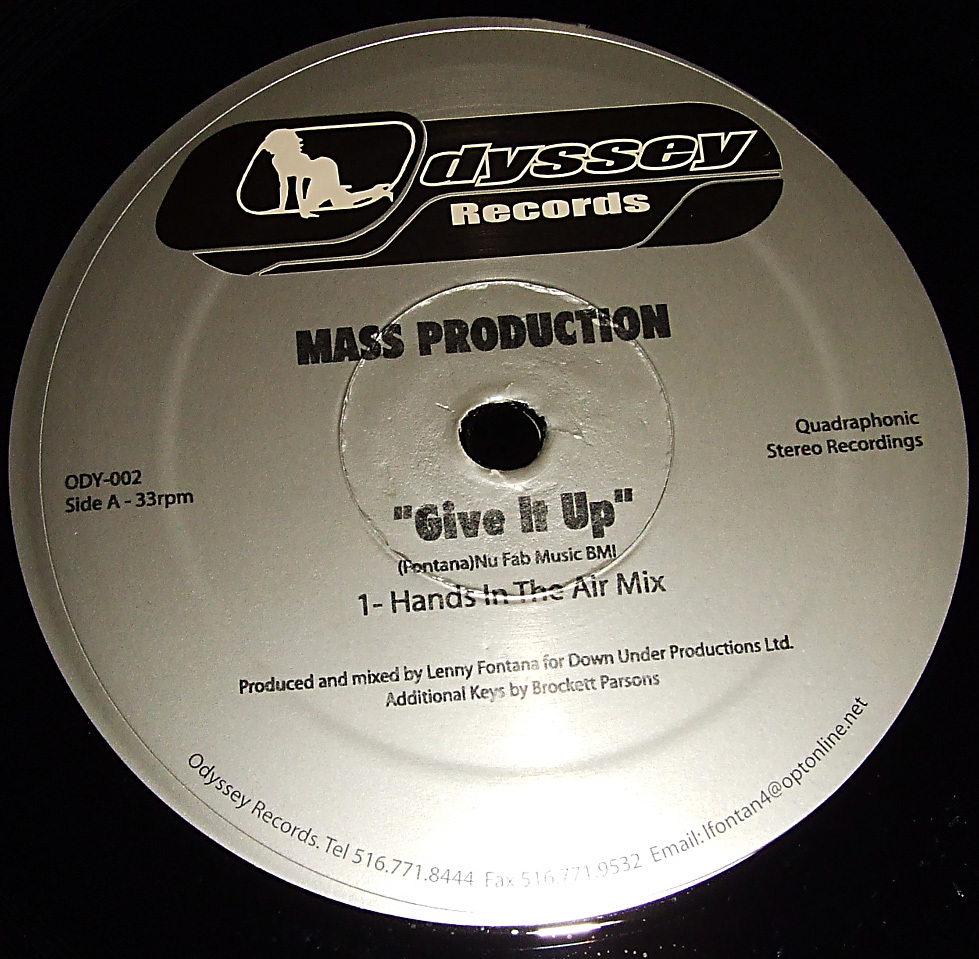 Odyssey
Records
MASS PRODUCTION
Quadraphonic
Stereo Recordings
ODY-002
Side A - 33rpm
"Give It Up"
(Fontana)Nu Fab Music BMI
1- Hands In The Air Mix
Produced and mixed by Lenny Fontana for Down Under Productions Ltd.
Additional Keys by Brockett Parsons
Odyssey Records. Tel 516.771.8444 Fax 516.771.9532 Email: lfontan4@optonline.net